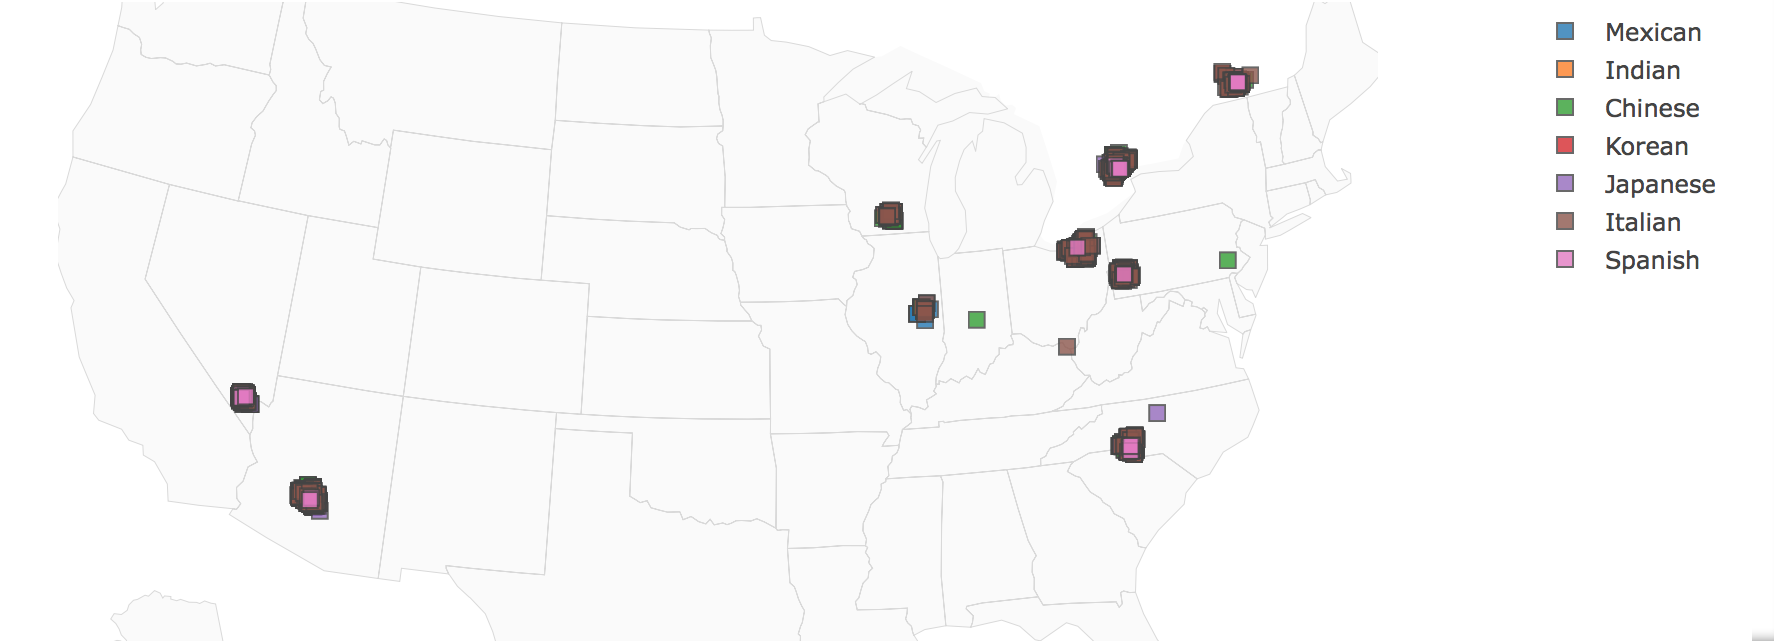 Mexican
Indian
Chinese
Korean
Japanese
Italian
Spanish